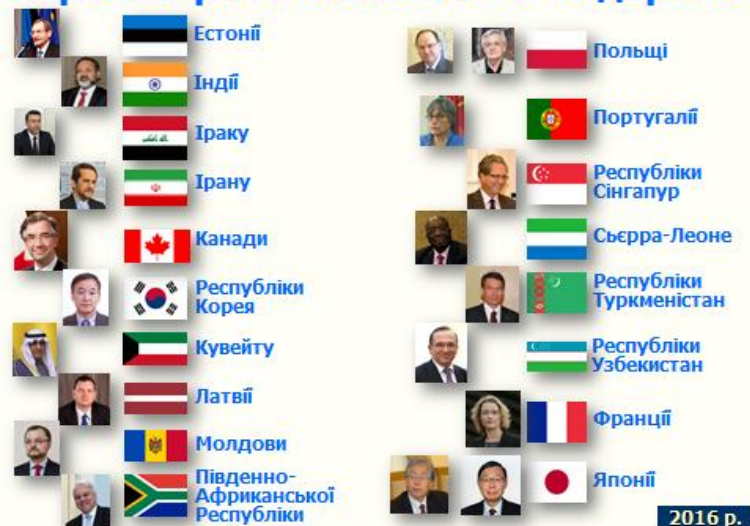 Естонії
Індії
Іраку
Ірану
Канади
Республіки
Корея
Кувейту
Латвії
Молдови
Південно-
Африканської
Республіки
Польщі
Португалії
Республіки
Сінгапур
Сьєрра-Леоне
Республіки
Туркменістан
Республіки
Узбекистан
Франції
Японії
2016 р.